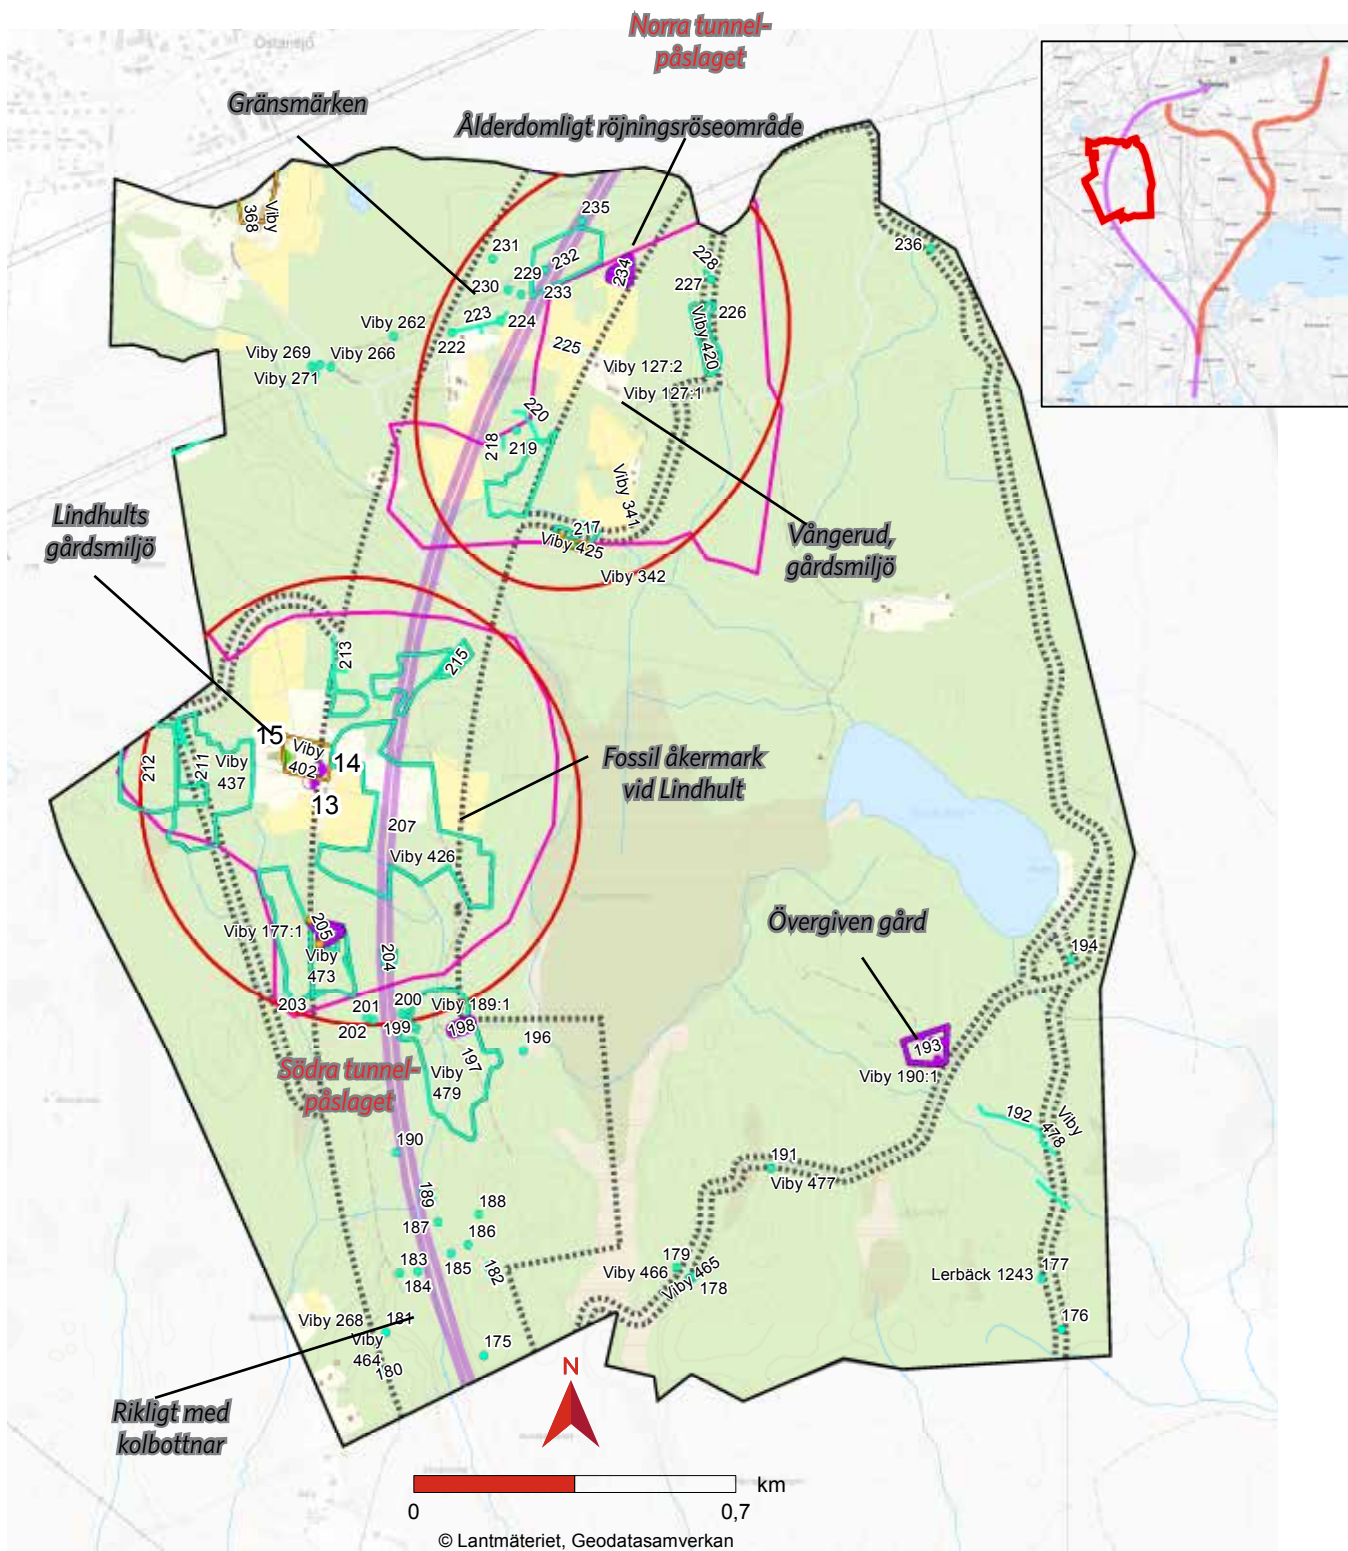 Norra tunnel-
påslaget
Östansjö
Gränsmärken
Ålderdomligt röjningsröseområde
Viby
368
235
231
232
229
234
228
236
230
233
227
223
224
226
Viby 262
222
225
Viby 420
Viby 269
Viby 266
Viby 271
Viby 127:2
Viby 127:1
220
218
219
Viby 341
Lindhults
gårdsmiljö
217
Viby 425
Vångerud,
gårdsmiljö
Viby 342
213
215
15
Viby
402
14
212
211
Viby
437
13
Fossil åkermark
vid Lindhult
207
Viby 426
Övergiven gård
205
Viby 177:1
Viby
473
204
194
203
201
200
Viby 189:1
202
199
198
196
193
197
Viby 190:1
Södra tunnel-
påslaget
Viby
479
192
Viby
478
190
191
Viby 477
189
188
187
186
183
185
182
184
179
Viby 466
Viby 465
178
177
Lerbäck 1243
Viby 268
181
176
Viby
464
180
175
Rikligt med
kolbottnar
N
km
0
0,7
© Lantmäteriet, Geodatasamverkan